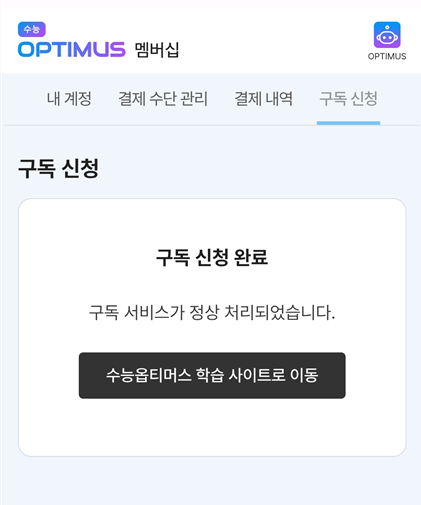 수능
OPTIMUS 멤버십
OPTIMUS
내 계정 결제 수단 관리 결제 내역 구독 신청
구독 신청
구독 신청 완료
구독 서비스가 정상 처리되었습니다.
수능옵티머스 학습 사이트로 이동